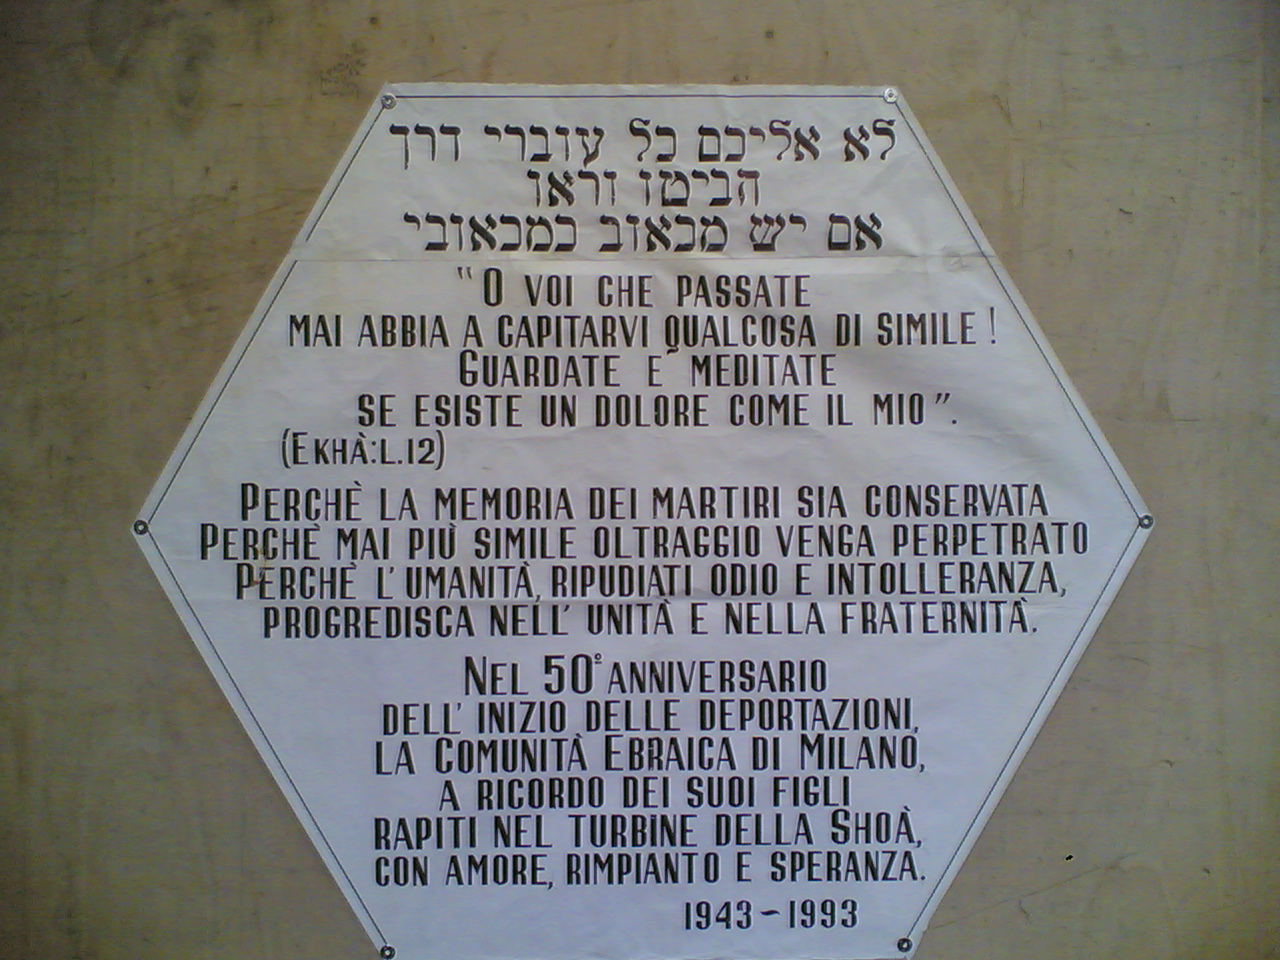 לא אליכם כל עוברי דרך
הביטו וראו
אם יש מכאוב כמכאובי
"O VOI CHE PASSATE
MAI ABBIA A CAPITARVI QUALCOSA DI SIMILE!
GUARDATE E MEDITATE
SE ESISTE UN DOLORE COME IL MIO".
(EKHÀ:L.12)
PERCHÈ LA MEMORIA DEI MARTIRI SIA CONSERVATA
PERCHÈ MAI PIÙ SIMILE OLTRAGGIO VENGA PERPETRATO
PERCHÈ L'UMANITÀ, RIPUDIATI ODIO E INTOLLERANZA,
PROGREDISCA NELL'UNITÀ E NELLA FRATERNITÀ.
NEL 50° ANNIVERSARIO
DELL'INIZIO DELLE DEPORTAZIONI,
LA COMUNITÀ EBRAICA DI MILANO,
A RICORDO DEI SUOI FIGLI
RAPITI NEL TURBINE DELLA SHOÀ,
CON AMORE, RIMPIANTO E SPERANZA.
1943~1993